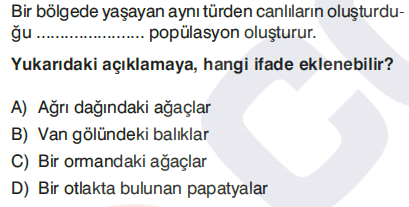 Bir bölgede yaşayan aynı türden canlıların oluşturdu-
ğu ....................... popülasyon oluşturur.
Yukarıdaki açıklamaya, hangi ifade eklenebilir?
A) Ağrı dağındaki ağaçlar
B) Van gölündeki balıklar
C) Bir ormandaki ağaçlar
D) Bir otlakta bulunan papatyalar